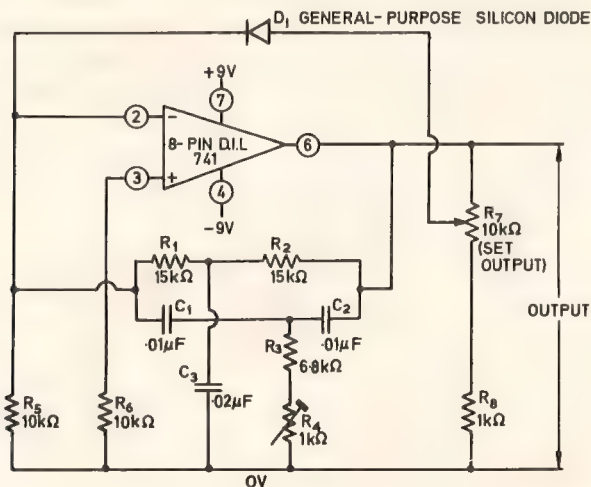 D1 GENERAL-PURPOSE SILICON DIODE
+9V
7
2
-
8-PIN D.I.L
741
6
3
+
4
-9V
R1
15kΩ
R2
15kΩ
R7
10kΩ
(SET
OUTPUT)
OUTPUT
C1
.01µF
C2
.01µF
R3
6.8kΩ
C3
.02µF
R4
1kΩ
R5
10kΩ
R6
10kΩ
R8
1kΩ
0V